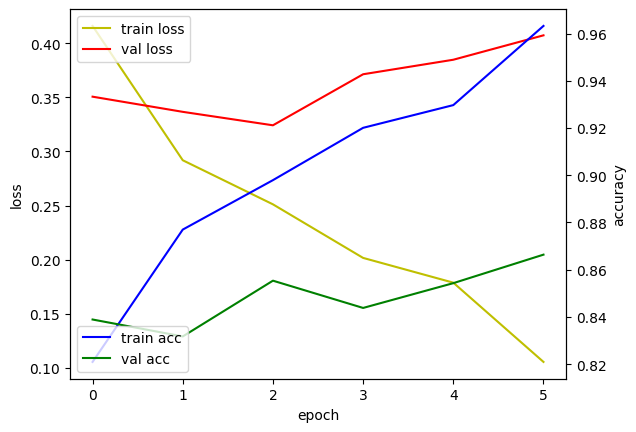 train loss
val loss
train acc
val acc
0.40
0.35
0.30
0.25
0.20
0.15
0.10
loss
0.96
0.94
0.92
0.90
0.88
0.86
0.84
0.82
accuracy
0 1 2 3 4 5
epoch